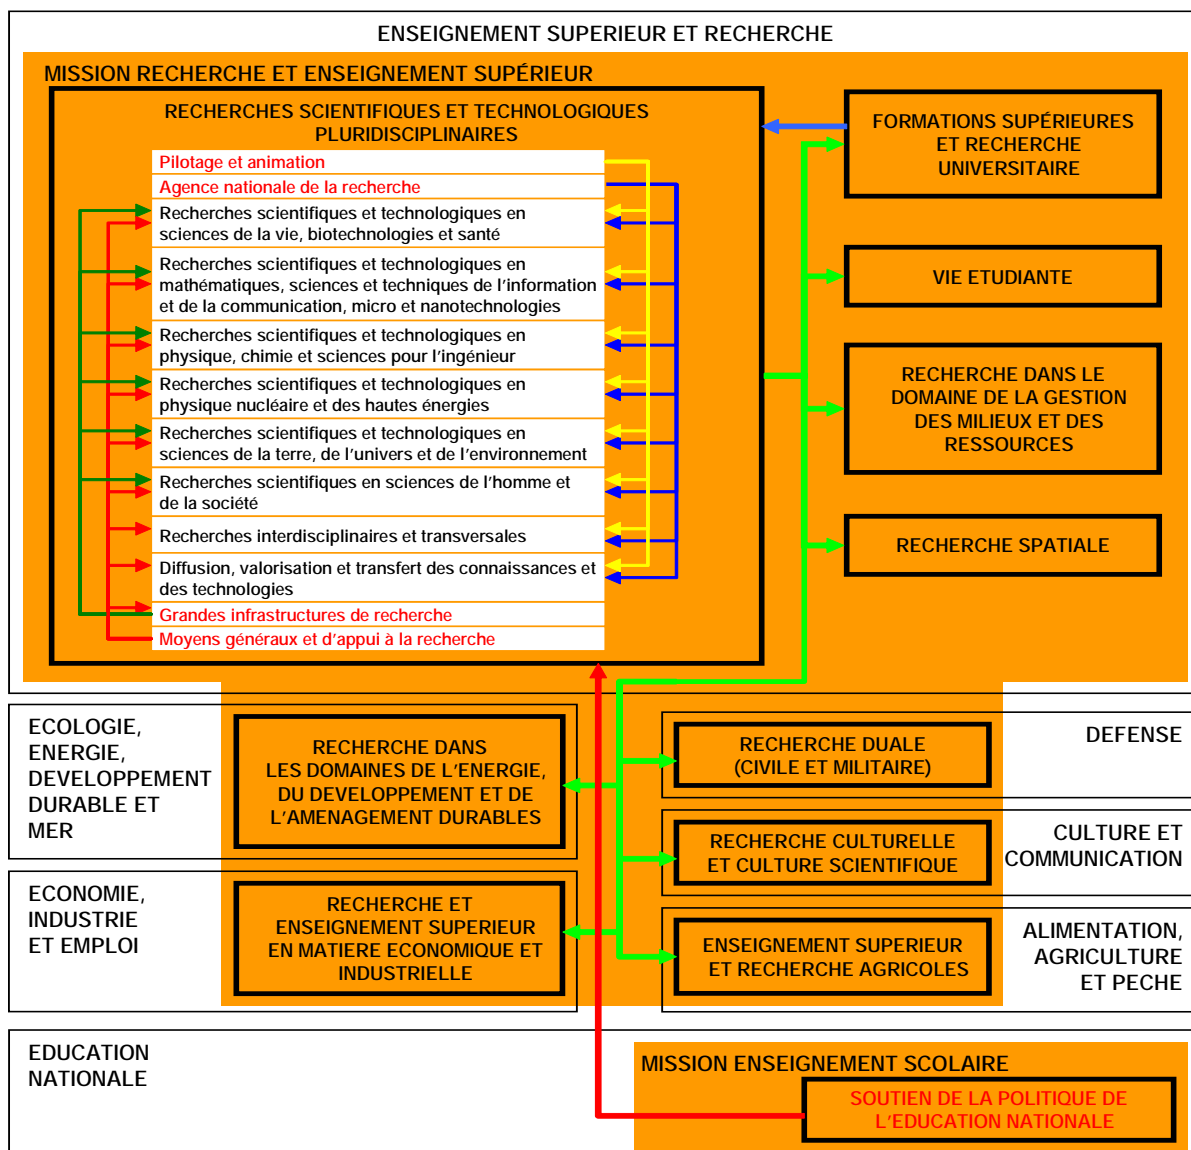 ENSEIGNEMENT SUPERIEUR ET RECHERCHE
MISSION RECHERCHE ET ENSEIGNEMENT SUPÉRIEUR
RECHERCHES SCIENTIFIQUES ET TECHNOLOGIQUES
PLURIDISCIPLINAIRES
Pilotage et animation
Agence nationale de la recherche
Recherches scientifiques et technologiques en
sciences de la vie, biotechnologies et santé
Recherches scientifiques et technologiques en
mathématiques, sciences et techniques de l'information
et de la communication, micro et nanotechnologies
Recherches scientifiques et technologiques en
physique, chimie et sciences pour l'ingénieur
Recherches scientifiques et technologiques en
physique nucléaire et des hautes énergies
Recherches scientifiques et technologiques en
sciences de la terre, de l'univers et de l'environnement
Recherches scientifiques en sciences de l'homme et
de la société
Recherches interdisciplinaires et transversales
Diffusion, valorisation et transfert des connaissances et
des technologies
Grandes infrastructures de recherche
Moyens généraux et d'appui à la recherche
FORMATIONS SUPÉRIEURES
ET RECHERCHE
UNIVERSITAIRE
VIE ETUDIANTE
RECHERCHE DANS LE
DOMAINE DE LA GESTION
DES MILIEUX ET DES
RESSOURCES
RECHERCHE SPATIALE
ECOLOGIE,
ENERGIE,
DEVELOPPEMENT
DURABLE ET
MER
RECHERCHE DANS
LES DOMAINES DE L'ENERGIE,
DU DEVELOPPEMENT ET DE
L'AMENAGEMENT DURABLES
RECHERCHE DUALE
(CIVILE ET MILITAIRE)
DEFENSE
RECHERCHE CULTURELLE
ET CULTURE SCIENTIFIQUE
CULTURE ET
COMMUNICATION
ECONOMIE,
INDUSTRIE
ET EMPLOI
RECHERCHE ET
ENSEIGNEMENT SUPERIEUR
EN MATIERE ECONOMIQUE ET
INDUSTRIELLE
ENSEIGNEMENT SUPERIEUR
ET RECHERCHE AGRICOLES
ALIMENTATION,
AGRICULTURE
ET PECHE
EDUCATION
NATIONALE
MISSION ENSEIGNEMENT SCOLAIRE
SOUTIEN DE LA POLITIQUE DE
L'EDUCATION NATIONALE